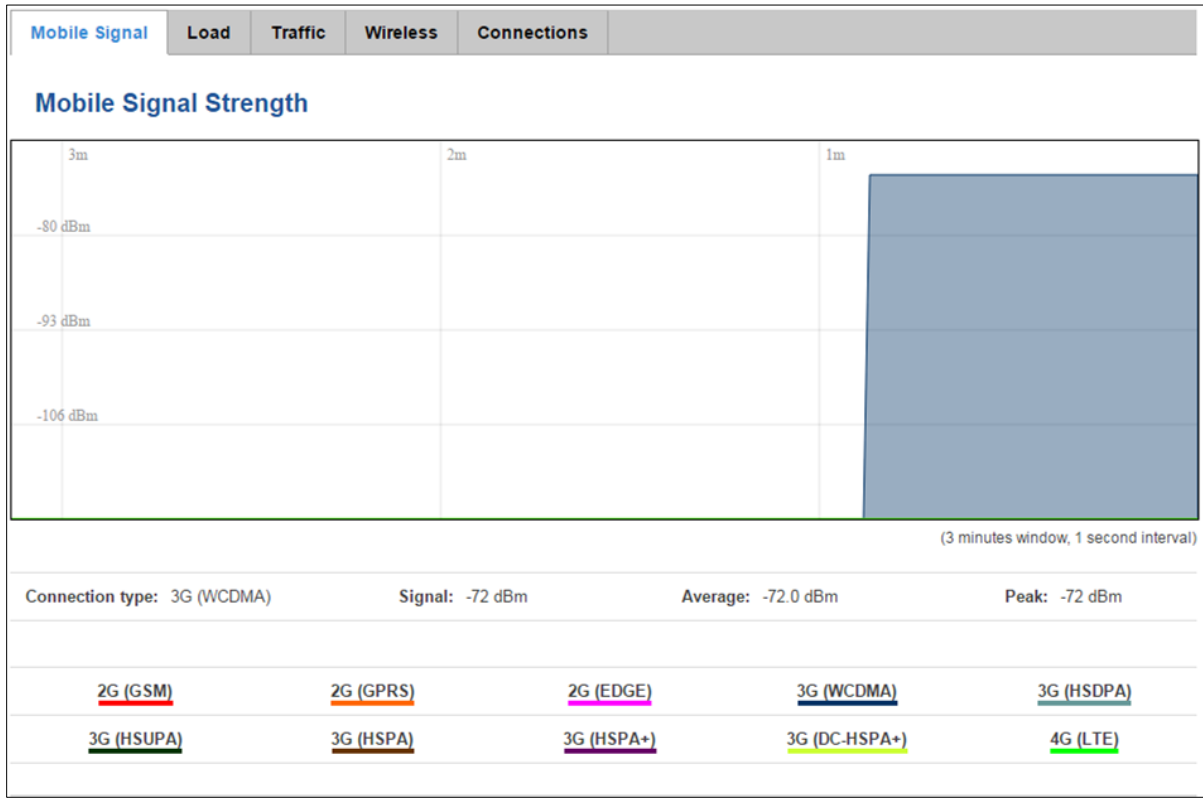 Mobile Signal Load Traffic Wireless Connections
Mobile Signal Strength
3m 2m 1m
-80 dBm
-93 dBm
-106 dBm
(3 minutes window, 1 second interval)
Connection type: 3G (WCDMA) Signal: -72 dBm Average: -72.0 dBm Peak: -72 dBm
2G (GSM) 2G (GPRS) 2G (EDGE) 3G (WCDMA) 3G (HSDPA)
3G (HSUPA) 3G (HSPA) 3G (HSPA+) 3G (DC-HSPA+) 4G (LTE)